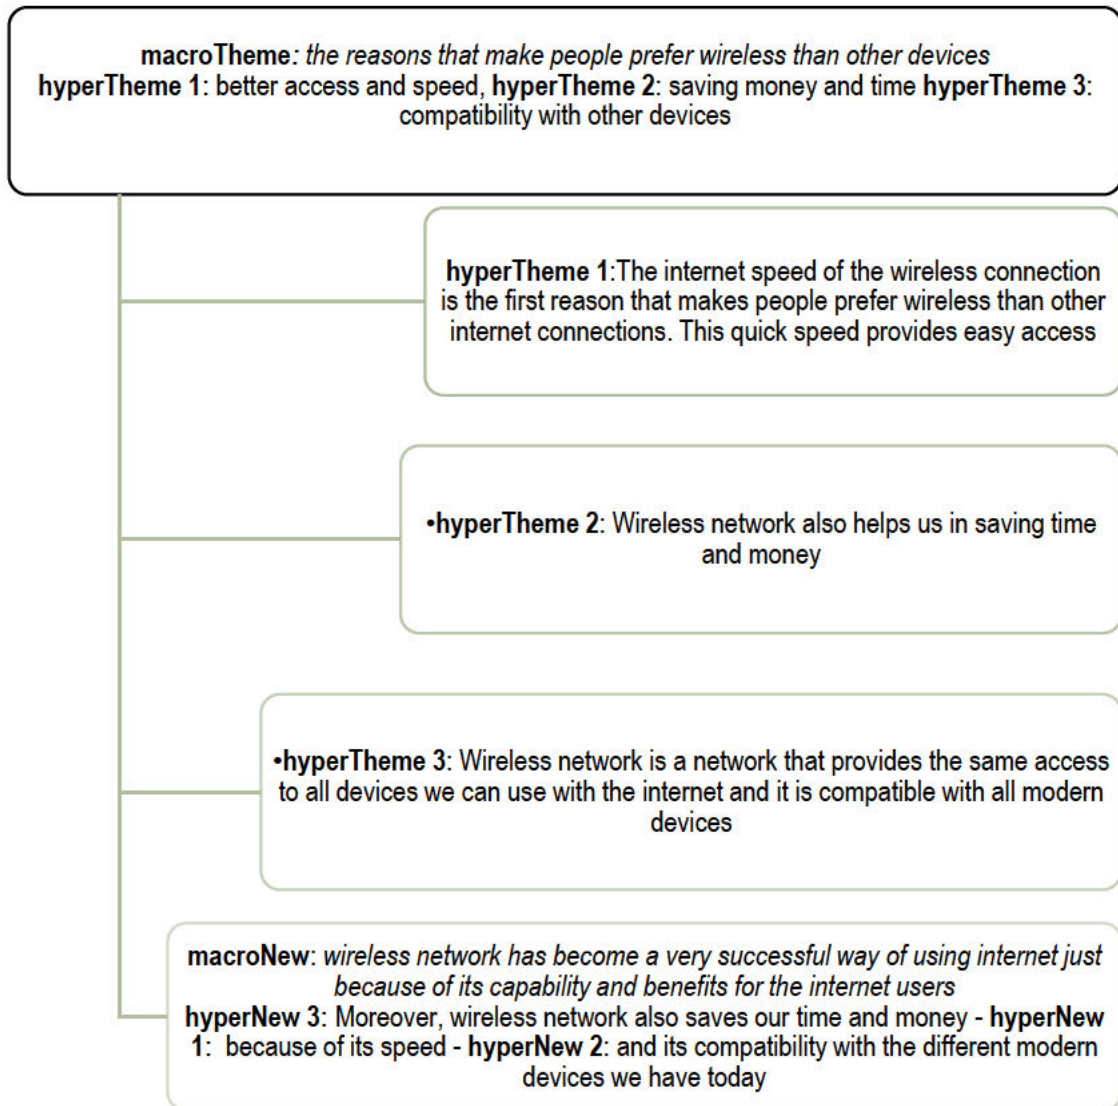 macroTheme: the reasons that make people prefer wireless than other devices
hyperTheme 1: better access and speed, hyperTheme 2: saving money and time hyperTheme 3:
compatibility with other devices
hyperTheme 1:The internet speed of the wireless connection
is the first reason that makes people prefer wireless than other
internet connections. This quick speed provides easy access
•hyperTheme 2: Wireless network also helps us in saving time
and money
•hyperTheme 3: Wireless network is a network that provides the same access
to all devices we can use with the internet and it is compatible with all modern
devices
macroNew: wireless network has become a very successful way of using internet just
because of its capability and benefits for the internet users
hyperNew 3: Moreover, wireless network also saves our time and money - hyperNew
1: because of its speed - hyperNew 2: and its compatibility with the different modern
devices we have today